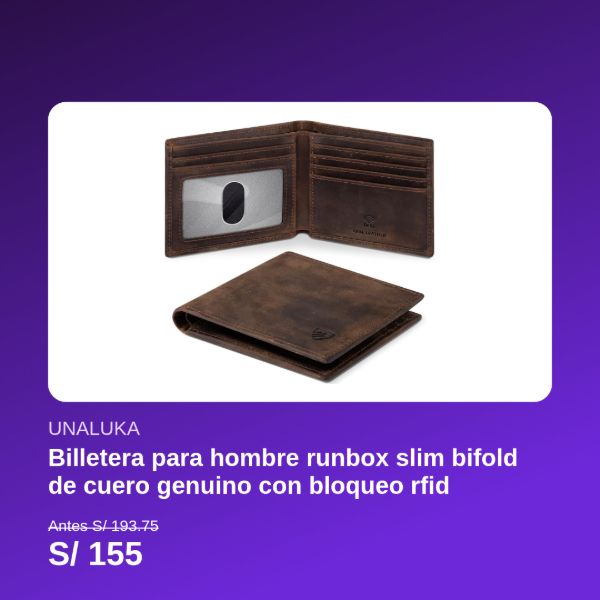 UNALUKA
Billetera para hombre runbox slim bifold
de cuero genuino con bloqueo rfid
Antes S/ 193.75
S/ 155